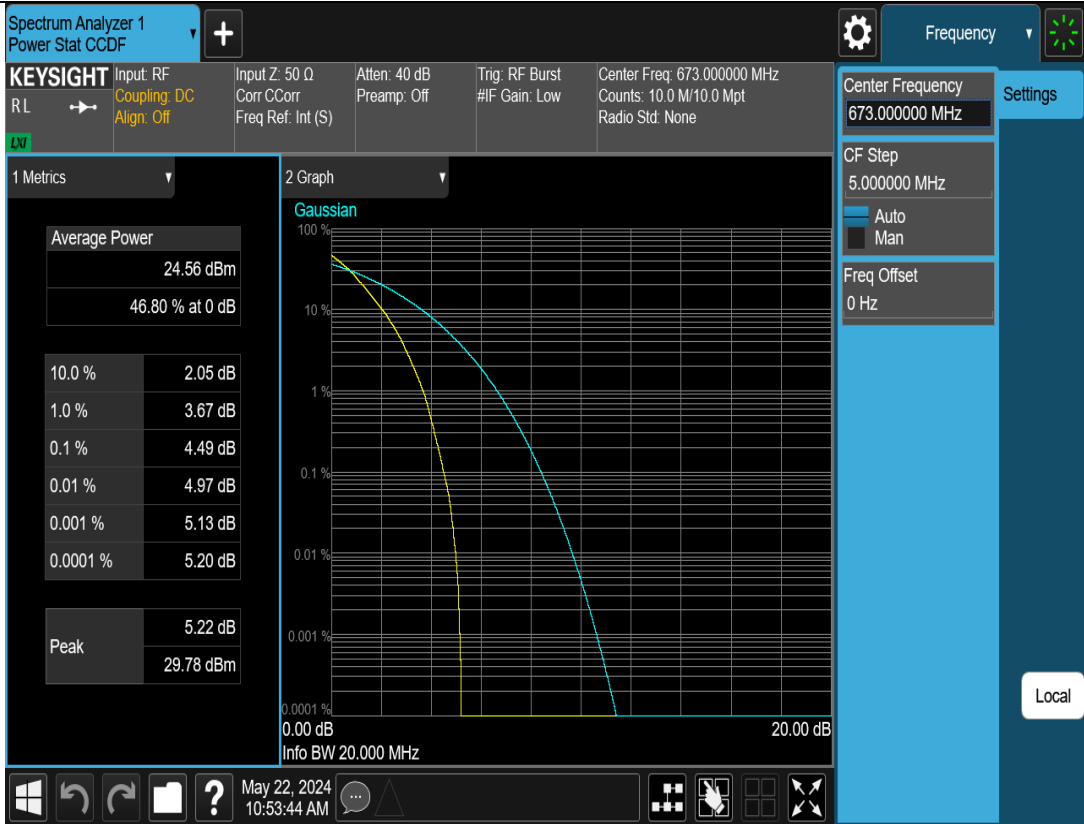 Spectrum Analyzer 1
Power Stat CCDF
Frequency
KEYSIGHT
R L
LXI
Input: RF
Coupling: DC
Align: Off
Input Z: 50 Ω
Corr CCorr
Freq Ref: Int (S)
Atten: 40 dB
Preamp: Off
Trig: RF Burst
#IF Gain: Low
Center Freq: 673.000000 MHz
Counts: 10.0 M/10.0 Mpt
Radio Std: None
Center Frequency
673.000000 MHz
Settings
CF Step
5.000000 MHz
Auto
Man
Freq Offset
0 Hz
Local
1 Metrics
Average Power
24.56 dBm
46.80 % at 0 dB
10.0 % 2.05 dB
1.0 % 3.67 dB
0.1 % 4.49 dB
0.01 % 4.97 dB
0.001 % 5.13 dB
0.0001 % 5.20 dB
Peak
5.22 dB
29.78 dBm
2 Graph
Gaussian
100 %
10 %
1 %
0.1 %
0.01 %
0.001 %
0.0001 %
0.00 dB 20.00 dB
Info BW 20.000 MHz
?
May 22, 2024
10:53:44 AM